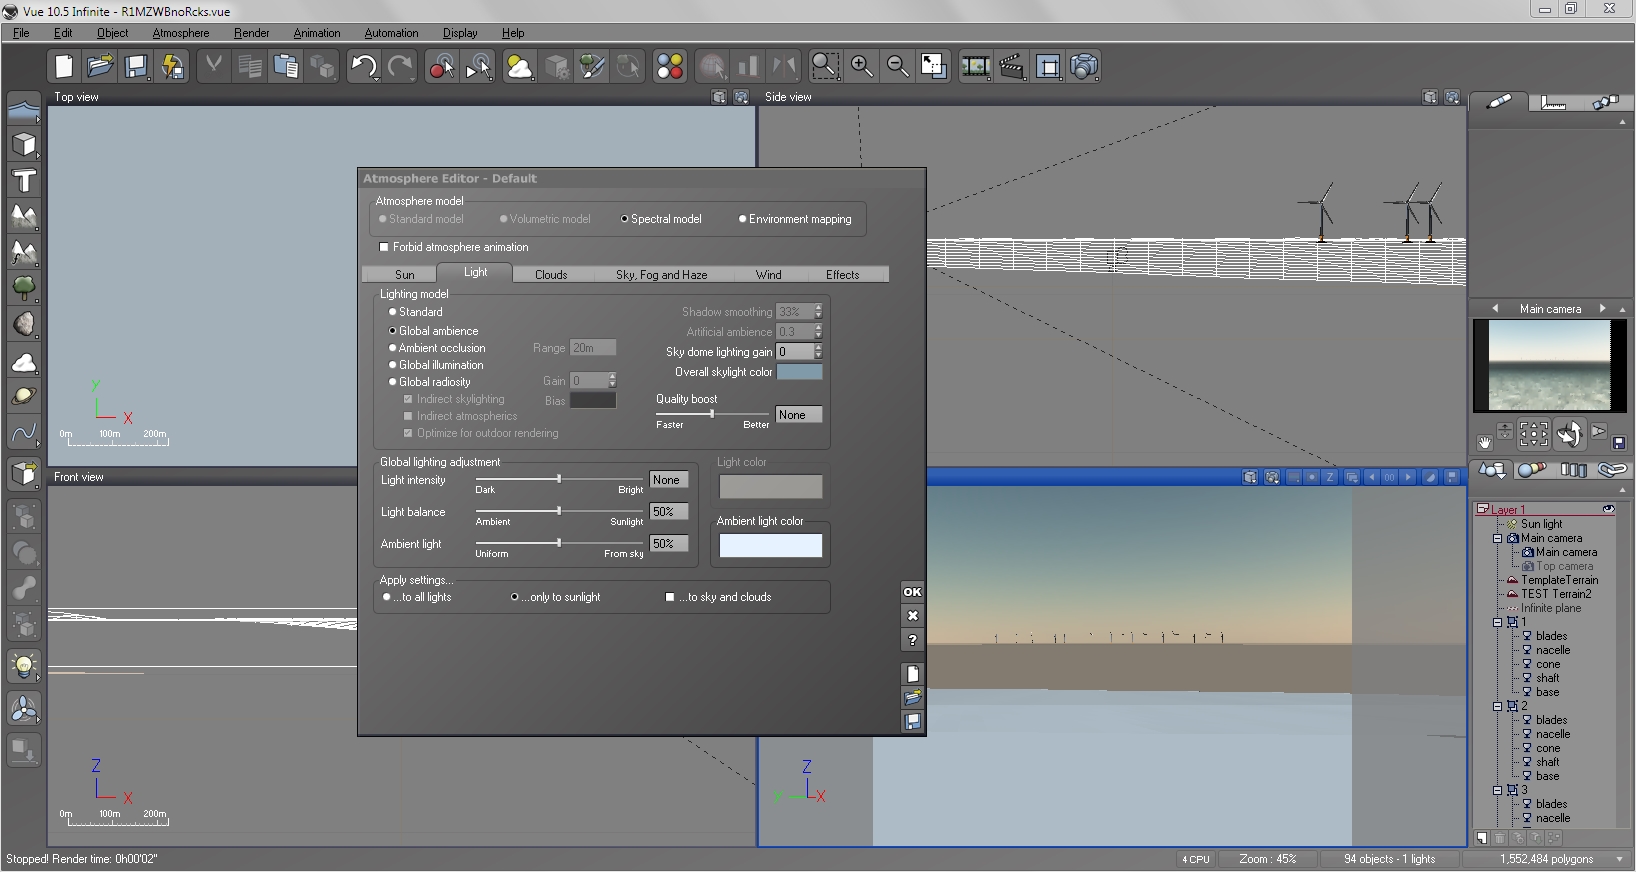 Vue 10.5 Infinite - R1MZWBnoRcks.vue
File Edit Object Atmosphere Render Animation Automation Display Help
Top view
Side view
Atmosphere Editor - Default
Atmosphere model
Standard model Volumetric model Spectral model Environment mapping
Forbid atmosphere animation
Sun Light Clouds Sky, Fog and Haze Wind Effects
Lighting model
Standard
Global ambience
Ambient occlusion Range 20m
Global illumination
Global radiosity Gain 0
Indirect skylighting Bias
Indirect atmospherics
Optimize for outdoor rendering
Shadow smoothing 33%
Artificial ambience 0.3
Sky dome lighting gain 0
Overall skylight color
Quality boost
None
Faster Better
Global lighting adjustment
Light intensity None
Dark Bright
Light balance 50%
Ambient Sunlight
Ambient light 50%
Uniform From sky
Light color
Ambient light color
Apply settings...
...to all lights ...only to sunlight ...to sky and clouds
OK
?
Y
X
0m 100m 200m
Front view
Z
X
0m 100m 200m
Z
Y X
Main camera
Layer 1
Sun light
Main camera
Main camera
Top camera
TemplateTerrain
TEST Terrain2
Infinite plane
1
blades
nacelle
cone
shaft
base
2
blades
nacelle
cone
shaft
base
3
blades
nacelle
Stopped! Render time: 0h00'02"
4 CPU
Zoom : 45%
94 objects - 1 lights
1,552,484 polygons